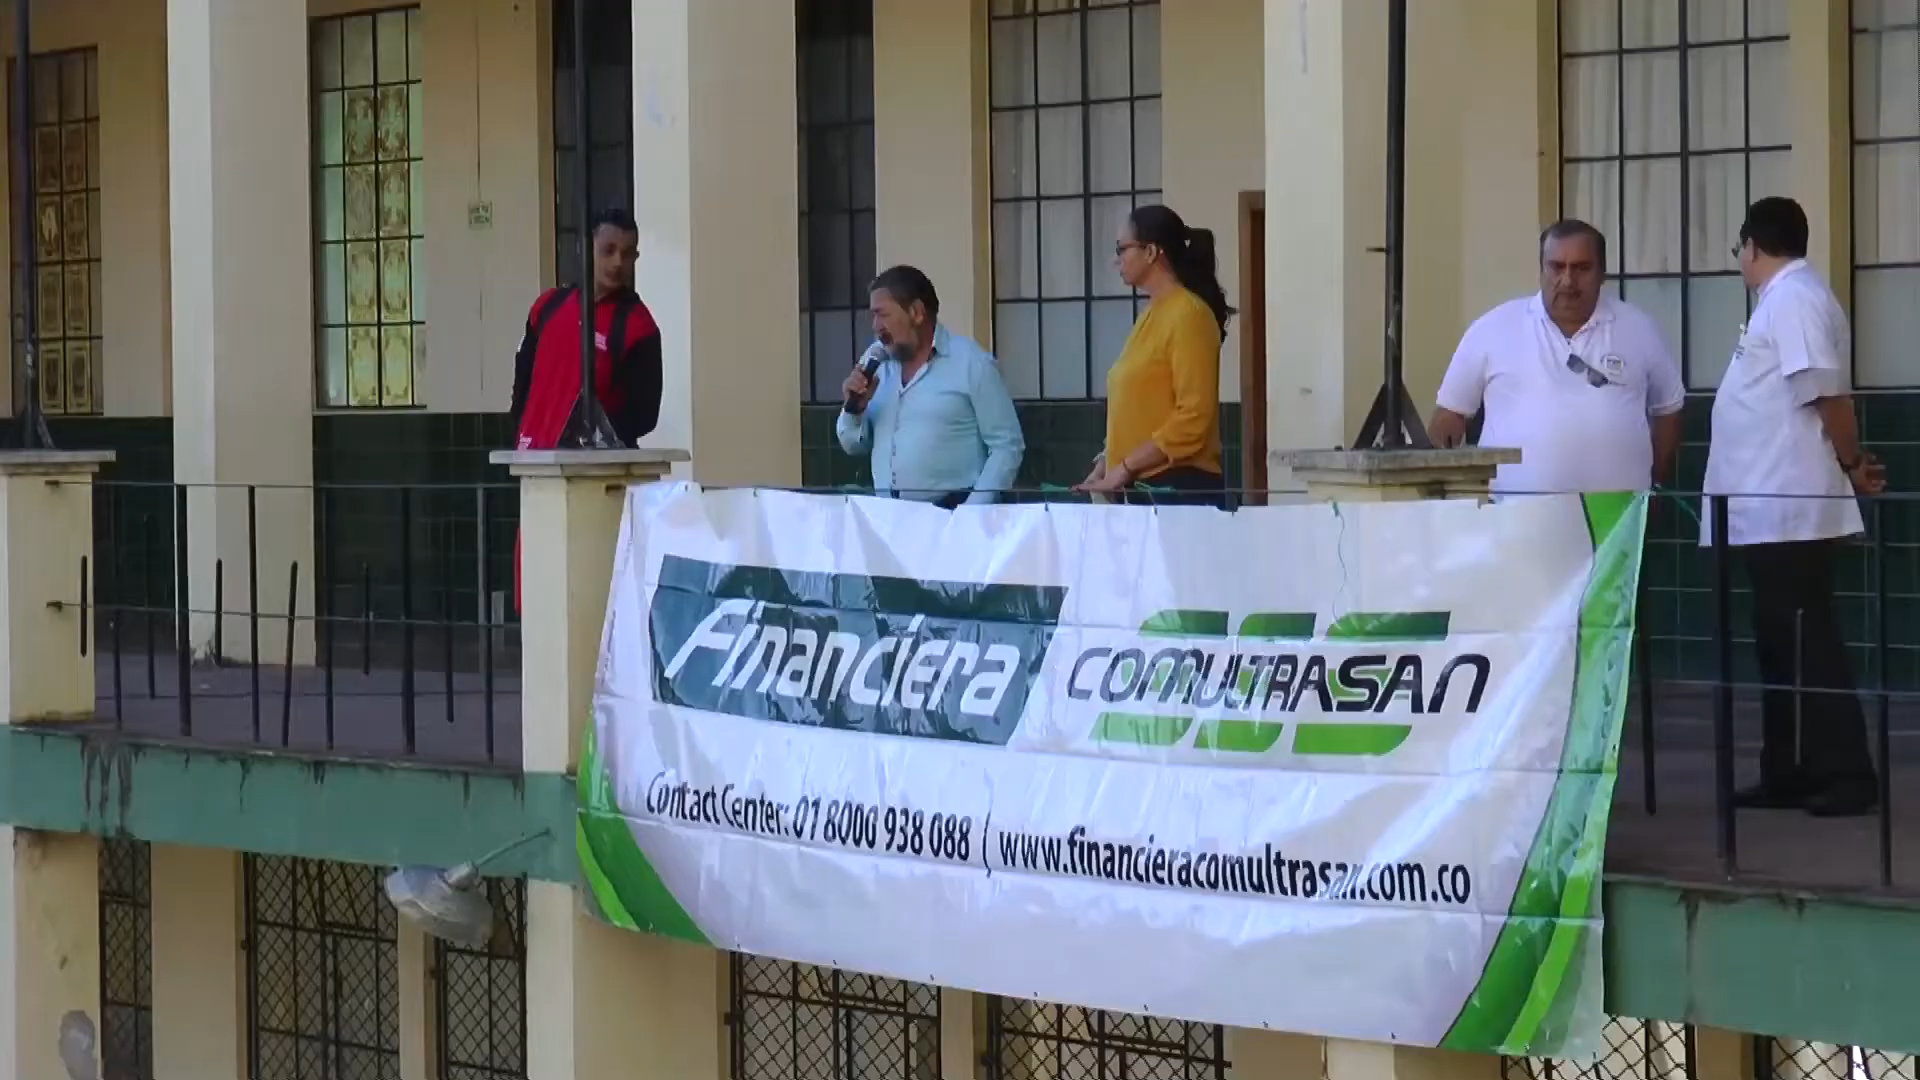 Financiera COMULTRASAN
Contact Center: 01 8000 938 088 | www.financieracomultrasan.com.co